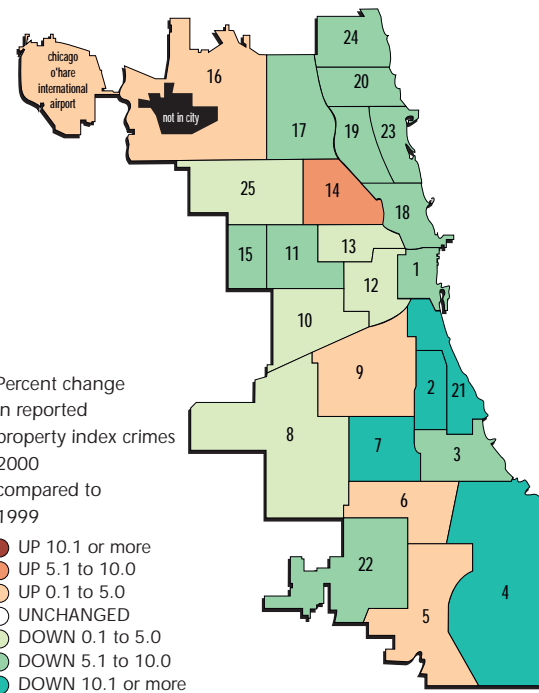 24
chicago
o'hare
international
airport
16
20
not in city
17
19
23
25
14
18
13
15
11
1
12
10
9
2
21
8
7
3
6
22
4
5
Percent change
in reported
property index crimes
2000
compared to
1999
UP 10.1 or more
UP 5.1 to 10.0
UP 0.1 to 5.0
UNCHANGED
DOWN 0.1 to 5.0
DOWN 5.1 to 10.0
DOWN 10.1 or more